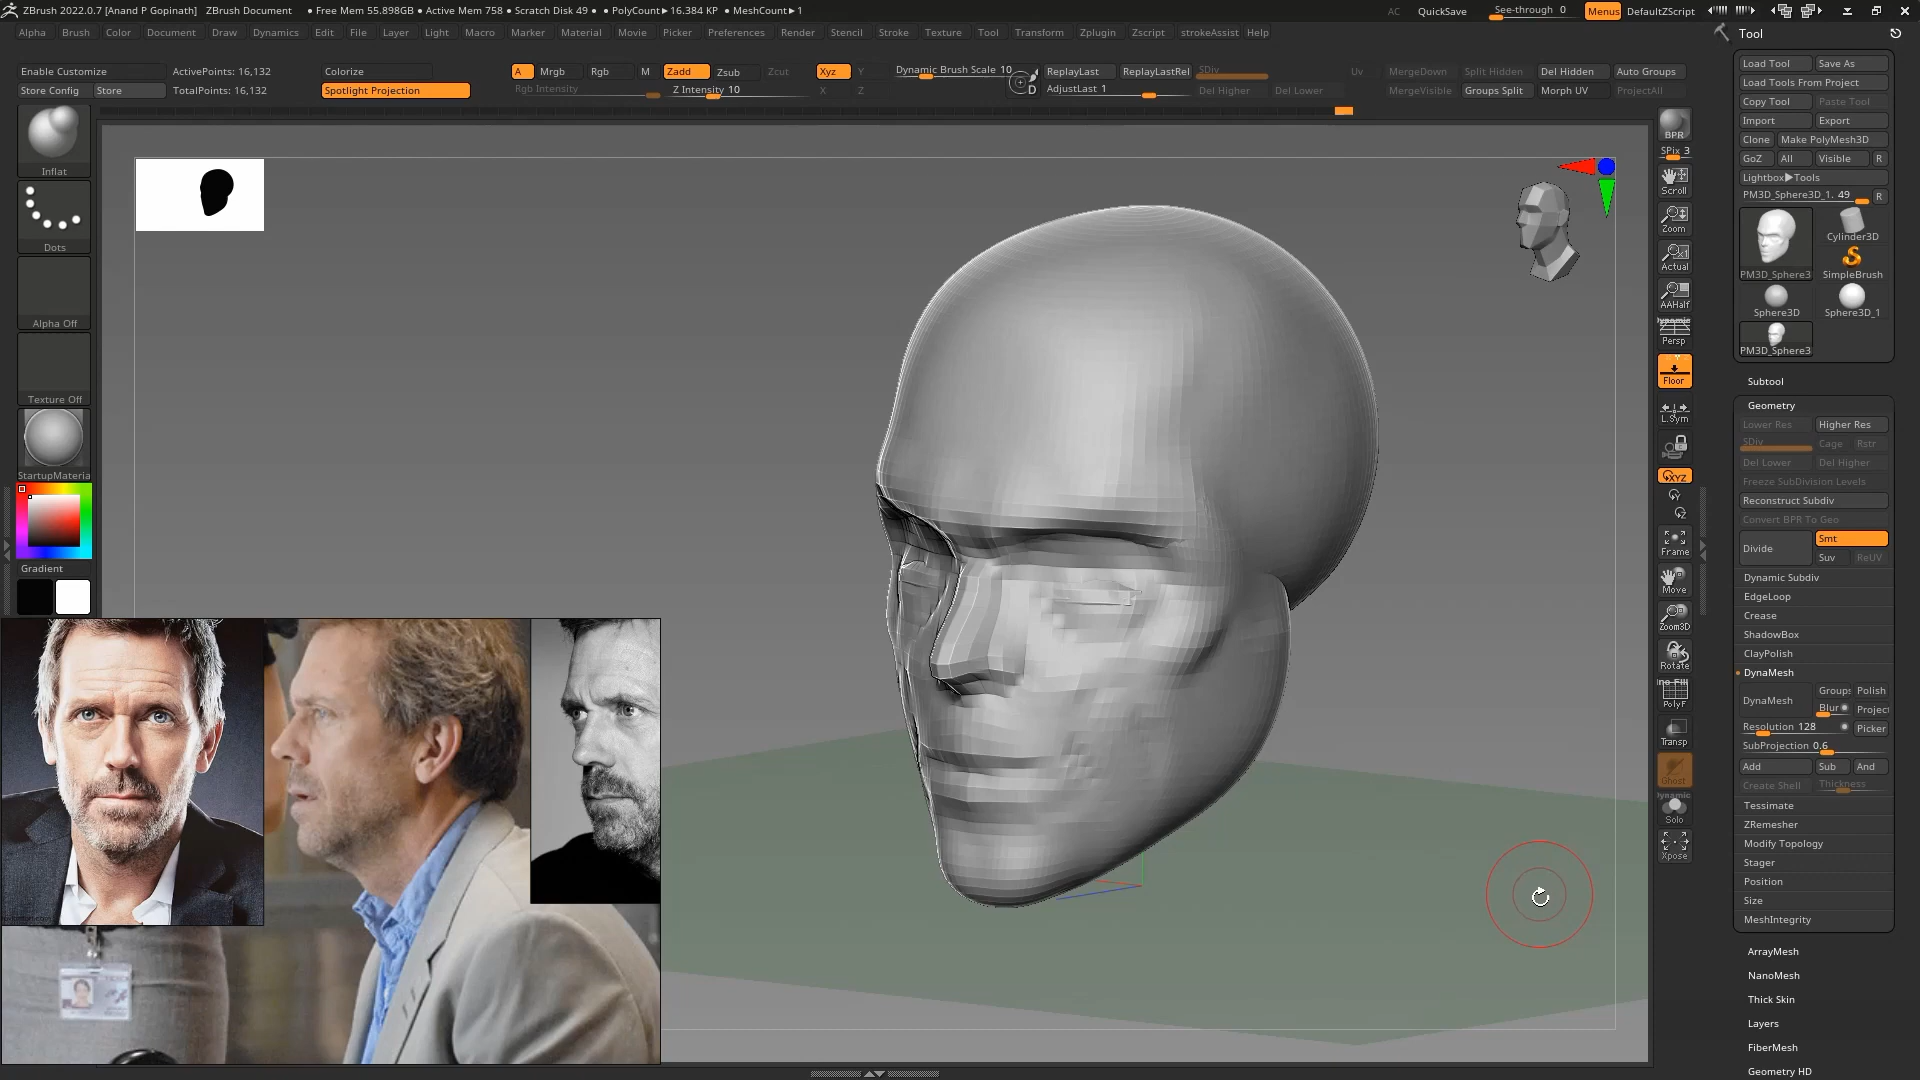 ZBrush 2022.0.7 [Anand P Gopinath] ZBrush Document • Free Mem 55.898GB • Active Mem 758 • Scratch Disk 49 • • PolyCount▶16.384 KP • MeshCount▶1 AC QuickSave See-through 0 Menus DefaultZScript
Alpha Brush Color Document Draw Dynamics Edit File Layer Light Macro Marker Material Movie Picker Preferences Render Stencil Stroke Texture Tool Transform Zplugin Zscript strokeAssist Help
Enable Customize ActivePoints: 16,132 Colorize A Mrgb Rgb M Zadd Zsub Zcut Xyz Y Dynamic Brush Scale 10 ReplayLast ReplayLastRel SDiv Uv MergeDown Split Hidden Del Hidden Auto Groups
Store Config Store TotalPoints: 16,132 Spotlight Projection Rgb Intensity Z Intensity 10 X Z D AdjustLast 1 Del Higher Del Lower MergeVisible Groups Split Morph UV ProjectAll
Inflat
Dots
Alpha Off
Texture Off
StartupMateria
Gradient
BPR
SPix 3
Scroll
Zoom
Actual
AAHalf
Dynamic
Persp
Floor
L.Sym
XYZ
Y
Z
Frame
Move
Zoom3D
Rotate
PolyF
Transp
Ghost
Dynamic
Solo
Xpose
Tool
Load Tool Save As
Load Tools From Project
Copy Tool Paste Tool
Import Export
Clone Make PolyMesh3D
GoZ All Visible R
Lightbox▶Tools
PM3D_Sphere3D_1. 49 R
Cylinder3D
PM3D_Sphere3 SimpleBrush
Sphere3D Sphere3D_1
PM3D_Sphere3
Subtool
Geometry
Lower Res Higher Res
SDiv Cage Rstr
Del Lower Del Higher
Freeze SubDivision Levels
Reconstruct Subdiv
Convert BPR To Geo
Divide Smt
Suv ReUV
Dynamic Subdiv
EdgeLoop
Crease
ShadowBox
ClayPolish
DynaMesh
DynaMesh Groups Polish
Blur Project
Resolution 128 Picker
SubProjection 0.6
Add Sub And
Create Shell Thickness
Tessimate
ZRemesher
Modify Topology
Stager
Position
Size
MeshIntegrity
ArrayMesh
NanoMesh
Thick Skin
Layers
FiberMesh
Geometry HD